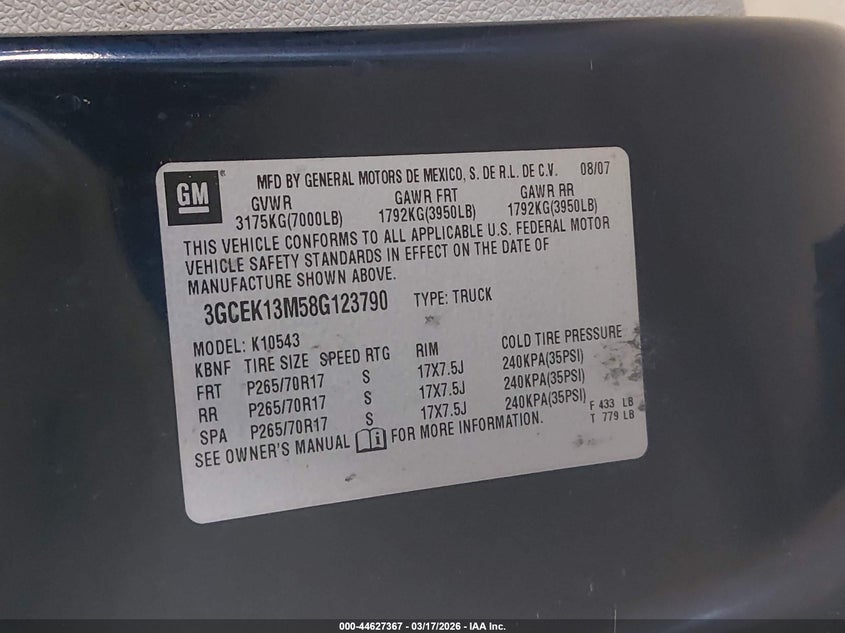 GM
MFD BY GENERAL MOTORS DE MEXICO, S. DE R.L. DE C.V. 08/07
GVWR GAWR FRT GAWR RR
3175KG(7000LB) 1792KG(3950LB) 1792KG(3950LB)
THIS VEHICLE CONFORMS TO ALL APPLICABLE U.S. FEDERAL MOTOR
VEHICLE SAFETY STANDARDS IN EFFECT ON THE DATE OF
MANUFACTURE SHOWN ABOVE.
3GCEK13M58G123790 TYPE: TRUCK
MODEL: K10543
KBNF TIRE SIZE SPEED RTG RIM COLD TIRE PRESSURE
FRT P265/70R17 S 17X7.5J 240KPA(35PSI)
RR P265/70R17 S 17X7.5J 240KPA(35PSI)
SPA P265/70R17 S 17X7.5J 240KPA(35PSI)
SEE OWNER'S MANUAL FOR MORE INFORMATION.
F 433 LB
T 779 LB
000-44627367 - 03/17/2026 - IAA Inc.